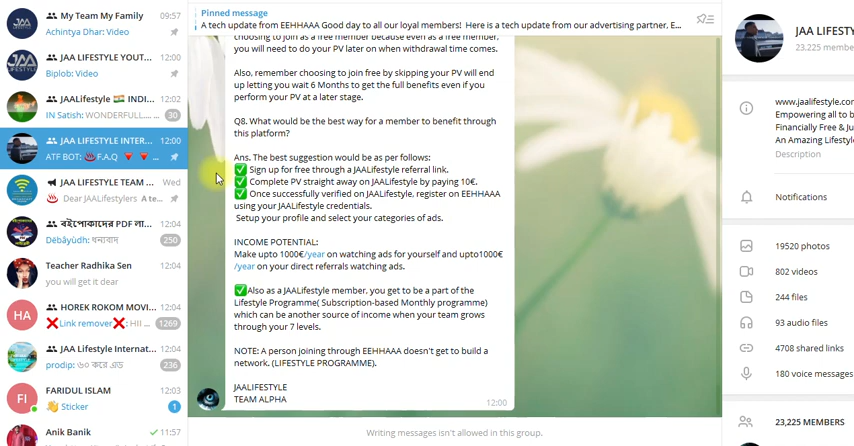 My Team My Family 09:57
Achintya Dhar: Video
JAA LIFESTYLE YOUT... 12:00
Biplob: Video
JAALifestyle 🇮🇳 INDI... 12:02
IN Satish: WONDERFULL.... ... 30
JAA LIFESTYLE INTER... 12:00
ATF BOT: ♨️ F.A.Q 🔻 🔻 ...
JAA LIFESTYLE TEAM ... Wed
♨️ Dear JAALifestylers A te...
বইপোকাদের PDF লা... 12:04
Dèbåyùdh: ধন্যবাদ 250
Teacher Radhika Sen 12:04
you will get it dear
HA
HOREK ROKOM MOVI... 12:04
❌Link remover❌: HII ... 1269
JAA Lifestyle Internat... 12:04
prodip: ৬০ করে এড 236
FI
FARIDUL ISLAM 12:03
👋 Sticker 1
Anik Banik 11:57
Pinned message
A tech update from EEHHAAA Good day to all our loyal members! Here is a tech update from our advertising partner, E...
choosing to join as a free member because even as a free member,
you will need to do your PV later on when withdrawal time comes.
Also, remember choosing to join free by skipping your PV will end
up letting you wait 6 Months to get the full benefits even if you
perform your PV at a later stage.
Q8. What would be the best way for a member to benefit through
this platform?
Ans. The best suggestion would be as per follows:
✅ Sign up for free through a JAALifestyle referral link.
✅ Complete PV straight away on JAALifestyle by paying 10€.
✅ Once successfully verified on JAALifestyle, register on EEHHAAA
using your JAALifestyle credentials.
Setup your profile and select your categories of ads.
INCOME POTENTIAL:
Make upto 1000€/year on watching ads for yourself and upto1000€
/year on your direct referrals watching ads.
✅Also as a JAALifestyle member, you get to be a part of the
Lifestyle Programme( Subscription-based Monthly programme)
which can be another source of income when your team grows
through your 7 levels.
NOTE: A person joining through EEHHAAA doesn't get to build a
network. (LIFESTYLE PROGRAMME).
JAALIFESTYLE
TEAM ALPHA
12:00
Writing messages isn't allowed in this group.
JAA LIFESTY
23,225 membe
www.jaalifestyle.com
Empowering all to b
Financially Free & Ju
An Amazing Lifestyle
Description
Notifications
19520 photos
802 videos
244 files
93 audio files
4708 shared links
180 voice messages
23,225 MEMBERS